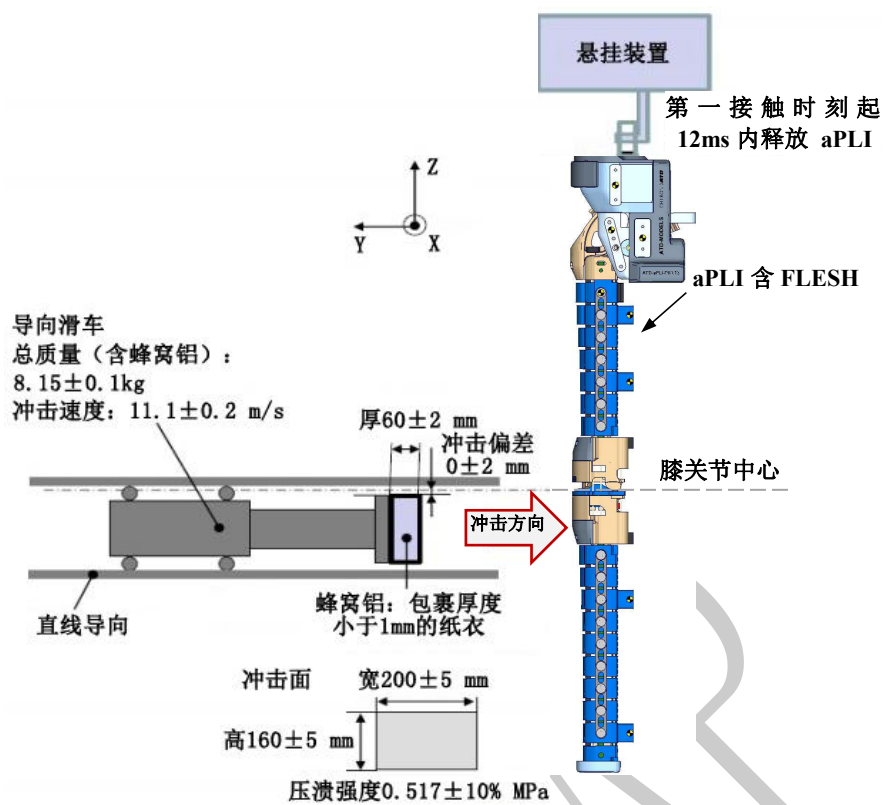 悬挂装置
第一接触时刻起
12ms 内释放 aPLI
Z
Y
X
aPLI 含 FLESH
导向滑车
总质量（含蜂窝铝）：
8.15±0.1kg
冲击速度：11.1±0.2 m/s
厚60±2 mm
冲击偏差
0±2 mm
膝关节中心
冲击方向
蜂窝铝：包裹厚度
小于1mm的纸衣
直线导向
冲击面
宽200±5 mm
高160±5 mm
压溃强度0.517±10% MPa
ATD-MODELS